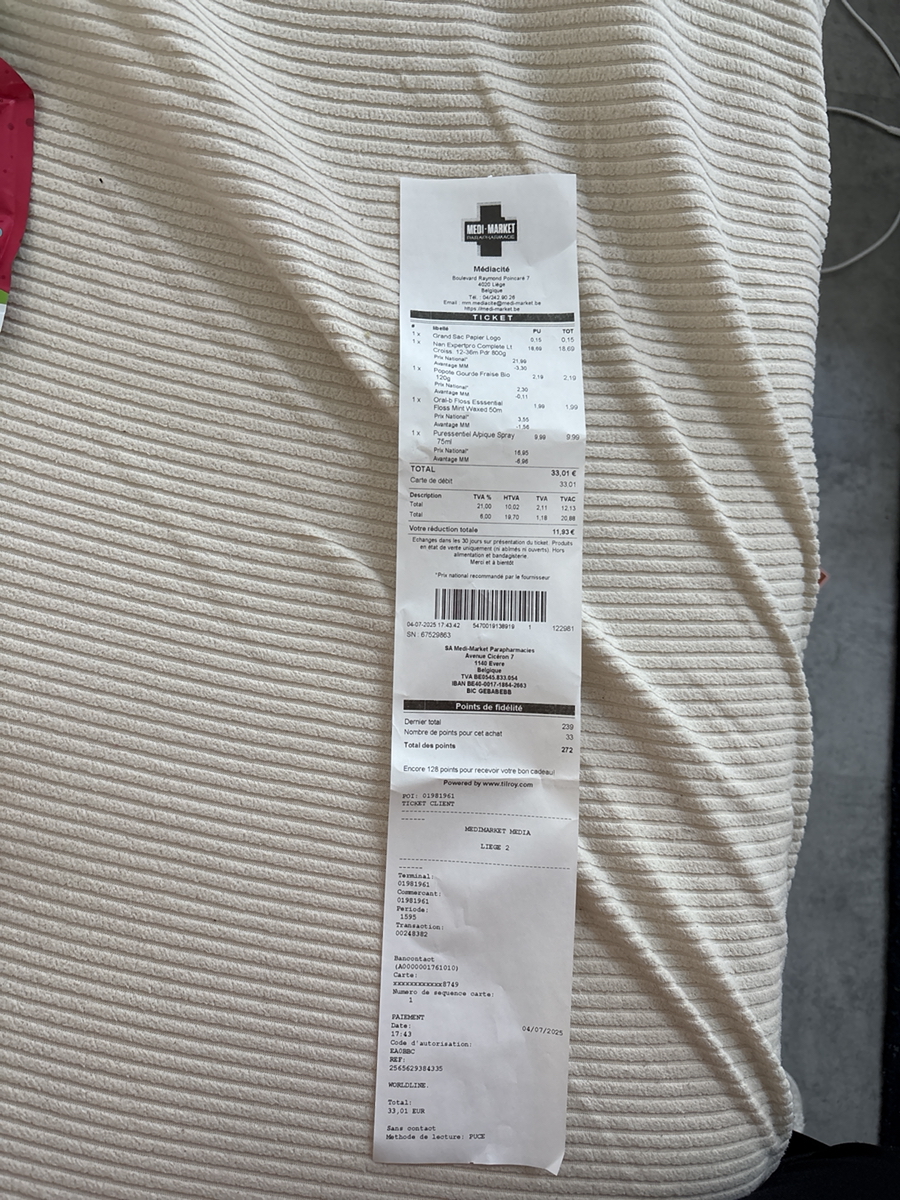 MEDI-MARKET
PARAPHARMACIE
Médiacité
Boulevard Raymond Poincaré 7
4020 Liège
Belgique
Tél. : 04/242 90 26
Email : mm.mediacite@medi-market.be
https://medi-market.be
TICKET
# libellé PU TOT
1 x Grand Sac Papier Logo 0,15 0,15
1 x Nan Expertpro Complete Lt 18,69 18,69
Croiss. 12-36m Pdr 800g
Prix National* 21,99
Avantage MM -3,30
1 x Popote Gourde Fraise Bio 2,19 2,19
120g
Prix National* 2,30
Avantage MM -0,11
1 x Oral-b Floss Esssential 1,99 1,99
Floss Mint Waxed 50m
Prix National* 3,55
Avantage MM -1,56
1 x Puressentiel A/pique Spray 9,99 9,99
75ml
Prix National* 16,95
Avantage MM -6,96
TOTAL 33,01 €
Carte de débit 33,01
Description TVA % HTVA TVA TVAC
Total 21,00 10,02 2,11 12,13
Total 6,00 19,70 1,18 20,88
Votre réduction totale 11,93 €
Echanges dans les 30 jours sur présentation du ticket. Produits
en état de vente uniquement (ni abîmés ni ouverts). Hors
alimentation et bandagisterie.
Merci et à bientôt
*Prix national recommandé par le fournisseur
04-07-2025 17:43:42 5470019138919 1 122981
SN : 67529863
SA Medi-Market Parapharmacies
Avenue Cicéron 7
1140 Evere
Belgique
TVA BE0545.833.054
IBAN BE40-0017-1864-2663
BIC GEBABEBB
Points de fidélité
Dernier total 239
Nombre de points pour cet achat 33
Total des points 272
Encore 128 points pour recevoir votre bon cadeau!
Powered by www.tilroy.com
POI: 01981961
TICKET CLIENT
MEDIMARKET MEDIA
LIEGE 2
Terminal:
01981961
Commercant:
01981961
Periode:
1595
Transaction:
00248382
Bancontact
(A0000001761010)
Carte:
xxxxxxxxxxxxx8749
Numero de sequence carte:
1
PAIEMENT
Date: 04/07/2025
17:43
Code d'autorisation:
EA0BBC
REF:
2565629384335
WORLDLINE.
Total:
33,01 EUR
Sans contact
Methode de lecture: PUCE